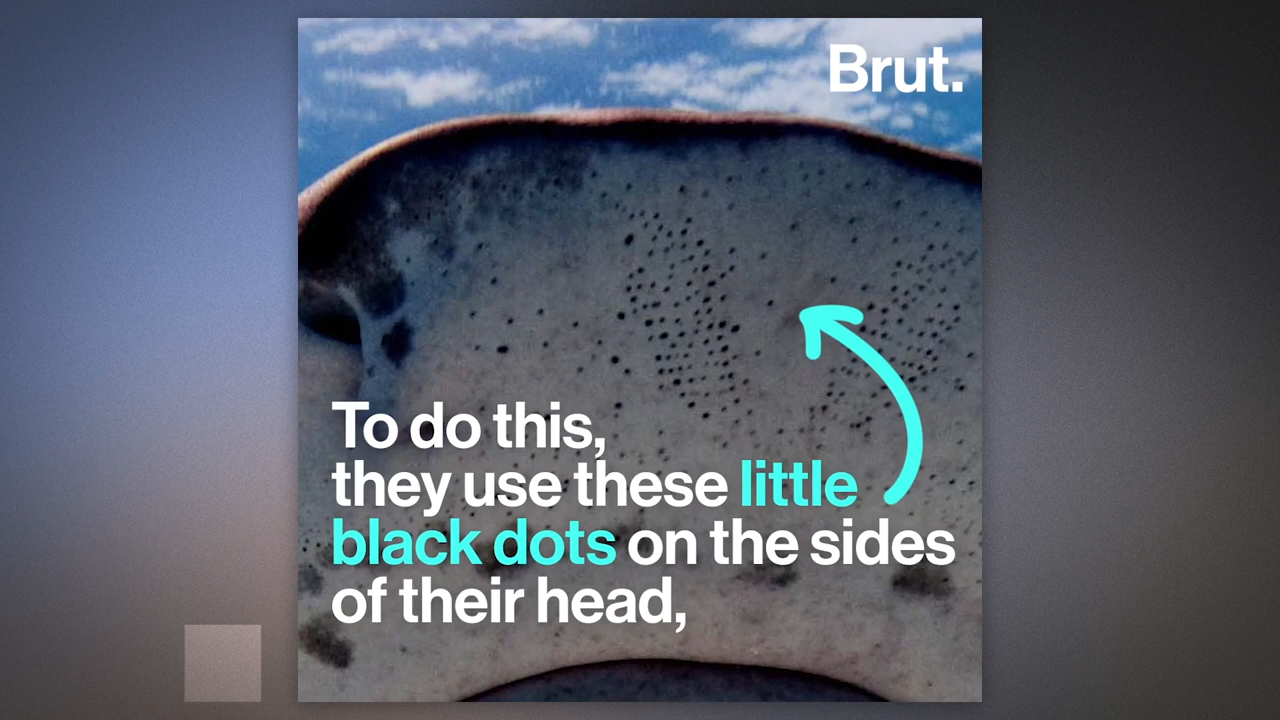 Brut.
To do this,
they use these little
black dots on the sides
of their head,